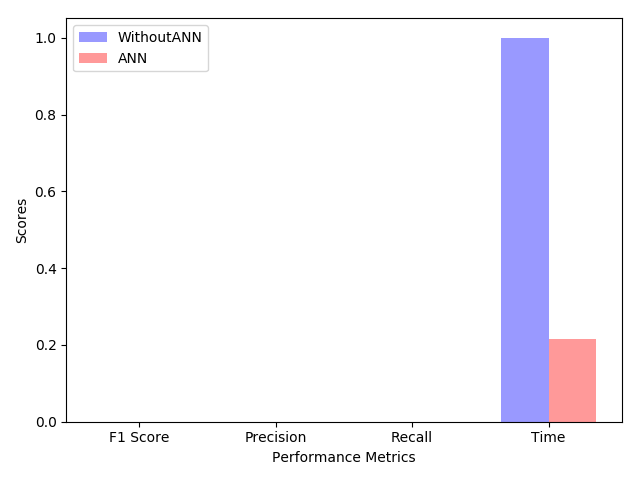 WithoutANN
ANN
1.0
0.8
0.6
0.4
0.2
0.0
Scores
F1 Score Precision Recall Time
Performance Metrics